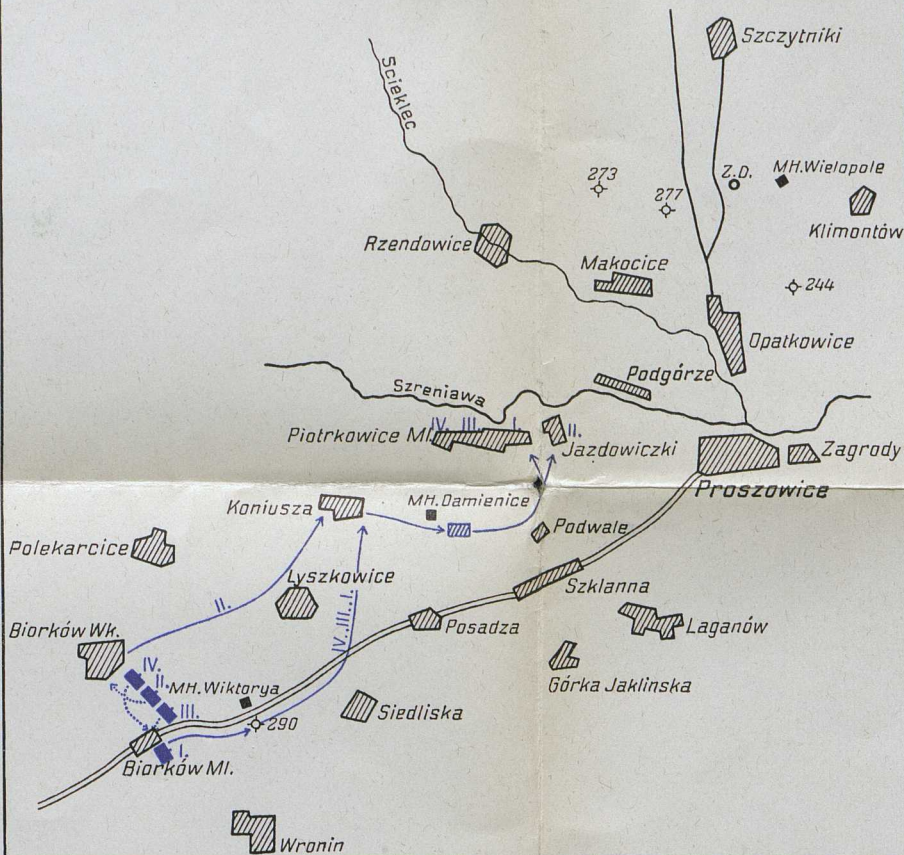 Szczytniki
Ścieklec
273
277
Z.D.
MH.Wielopole
Klimontów
Rzendowice
Makocice
244
Opatkowice
Podgórze
Szreniawa
Piotrkowice Ml.
IV. III. I.
II.
Jazdowiczki
Zagrody
Proszowice
Koniusza
MH.Damienice
Podwale
Polekarcice
Lyszkowice
Szklanna
II.
IV. III. I.
Biorków Wk.
Posadza
Laganów
IV.
II.
MH.Wiktorya
Górka Jaklinska
III.
290
Siedliska
I.
Biorków Ml.
Wronin